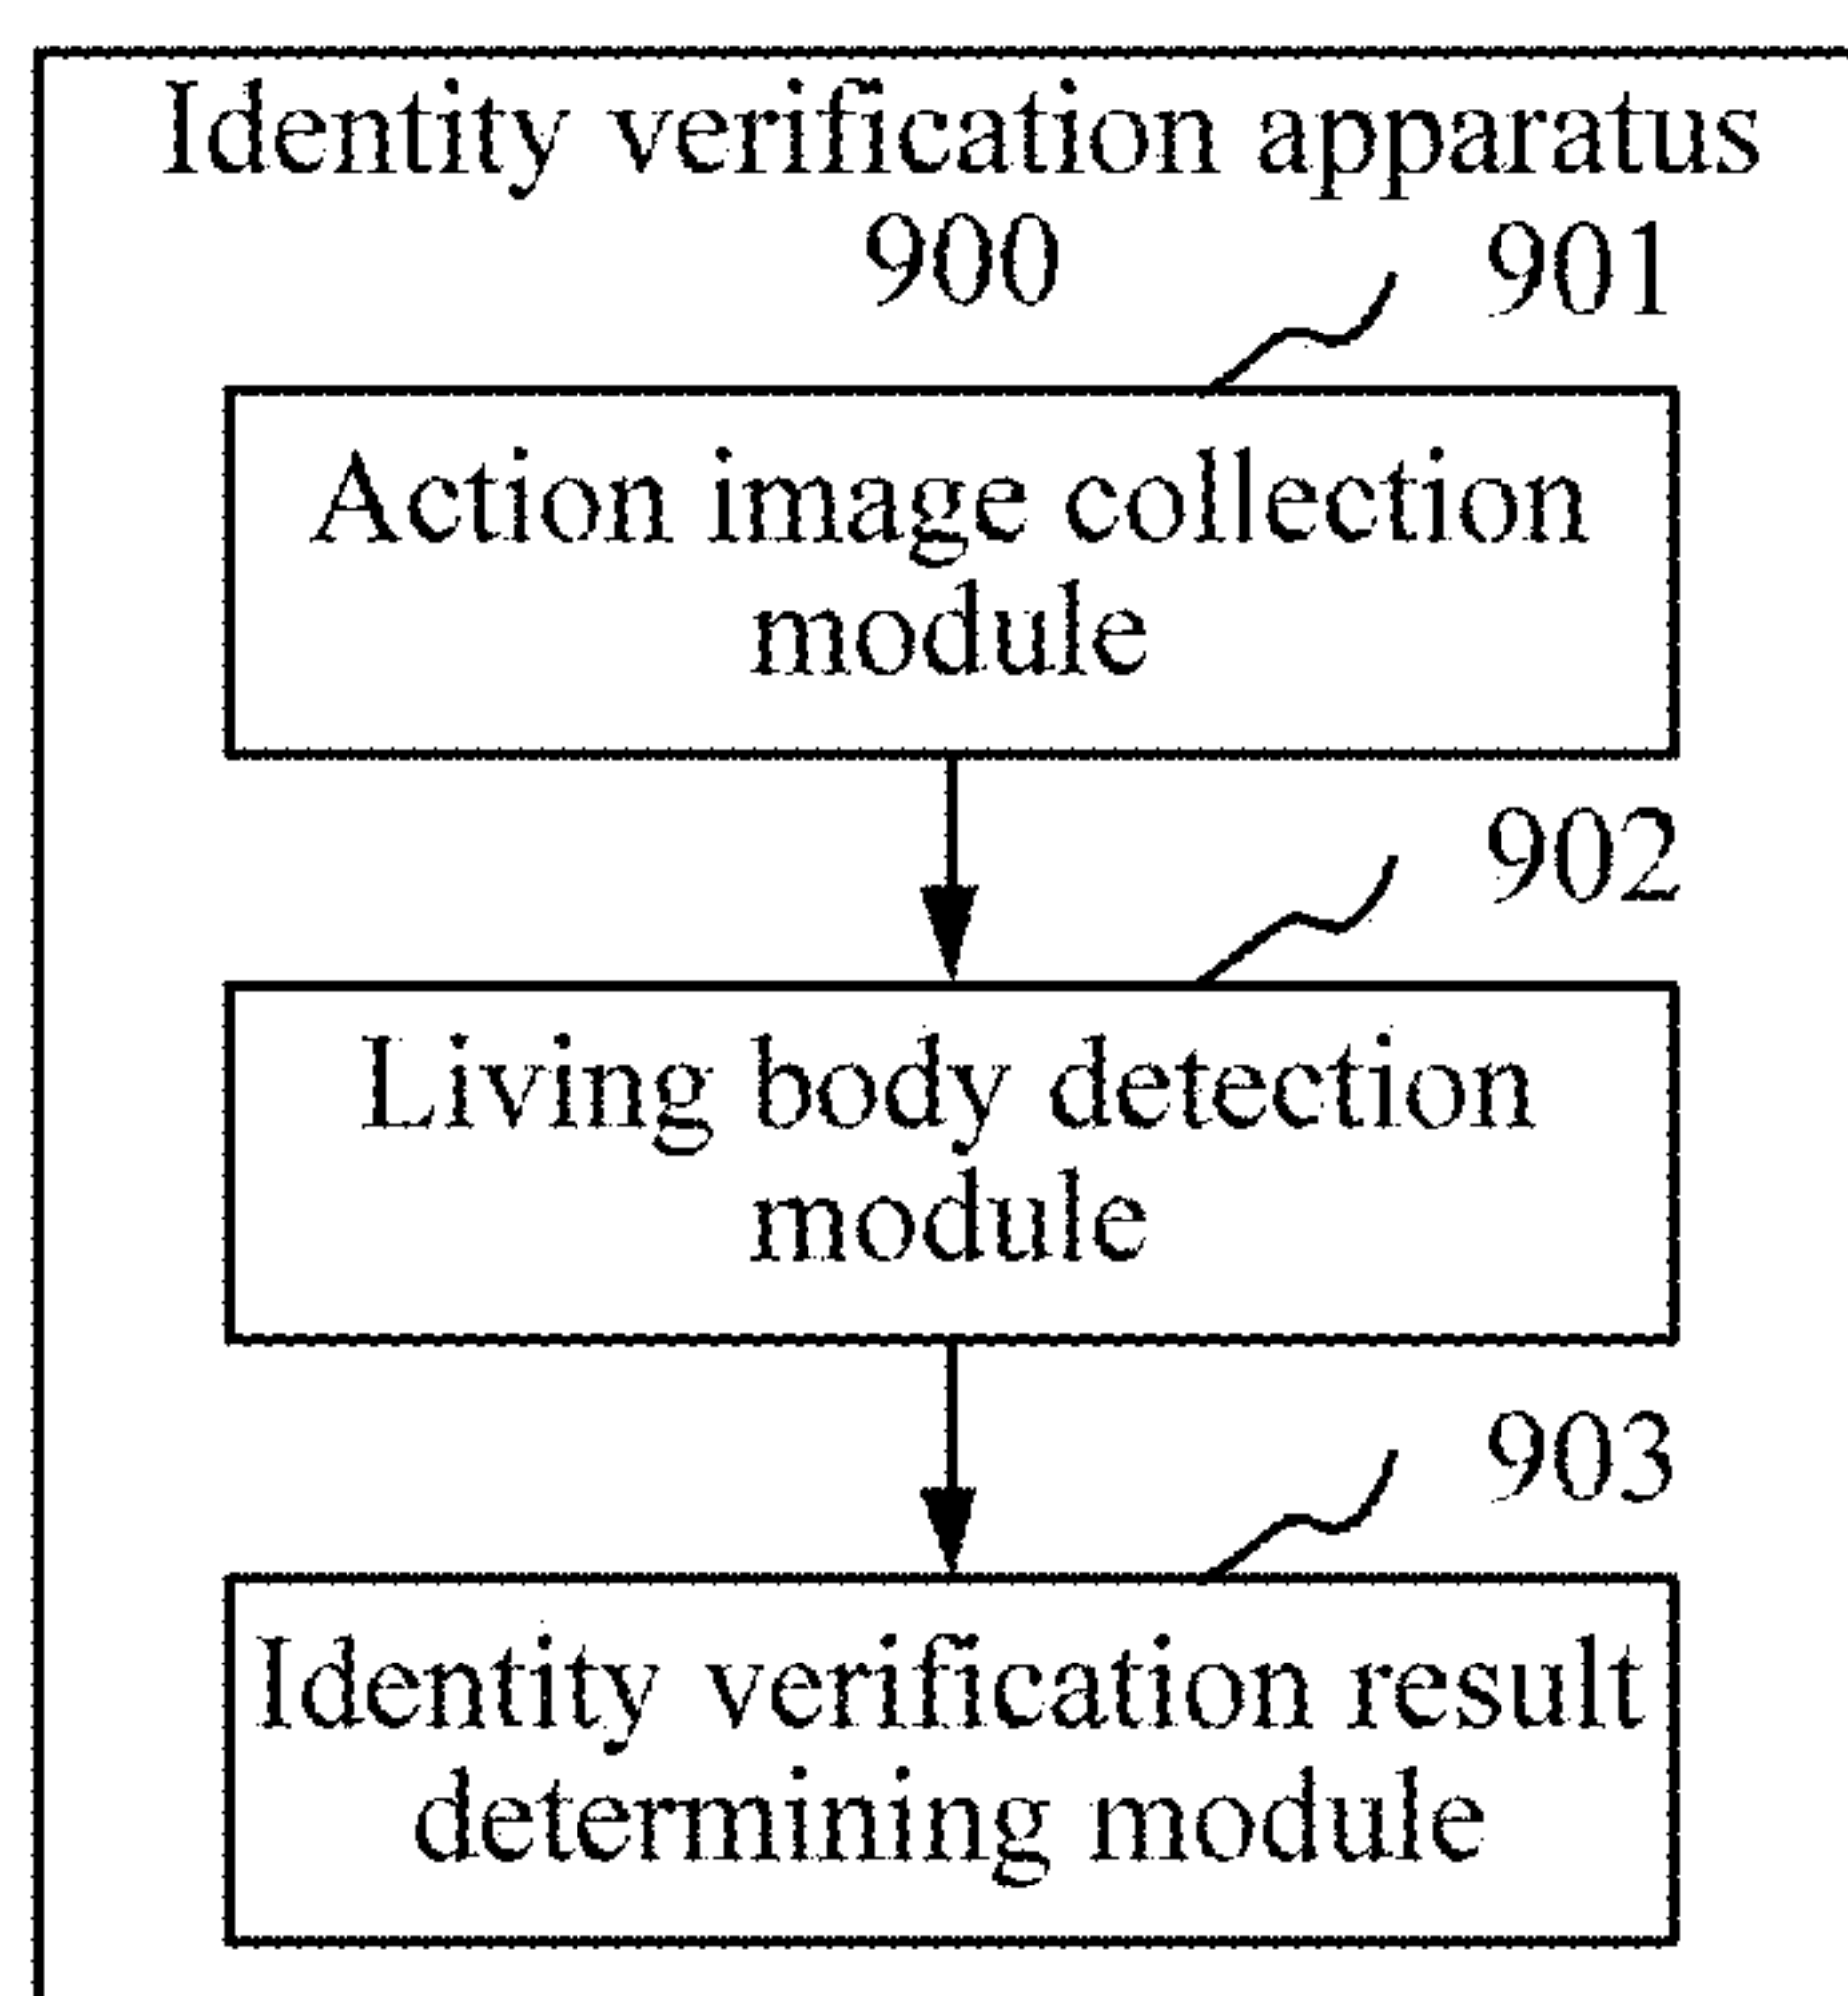 Identity verification apparatus
900
901
Action image collection
module
902
Living body detection
module
903
Identity verification result
determining module